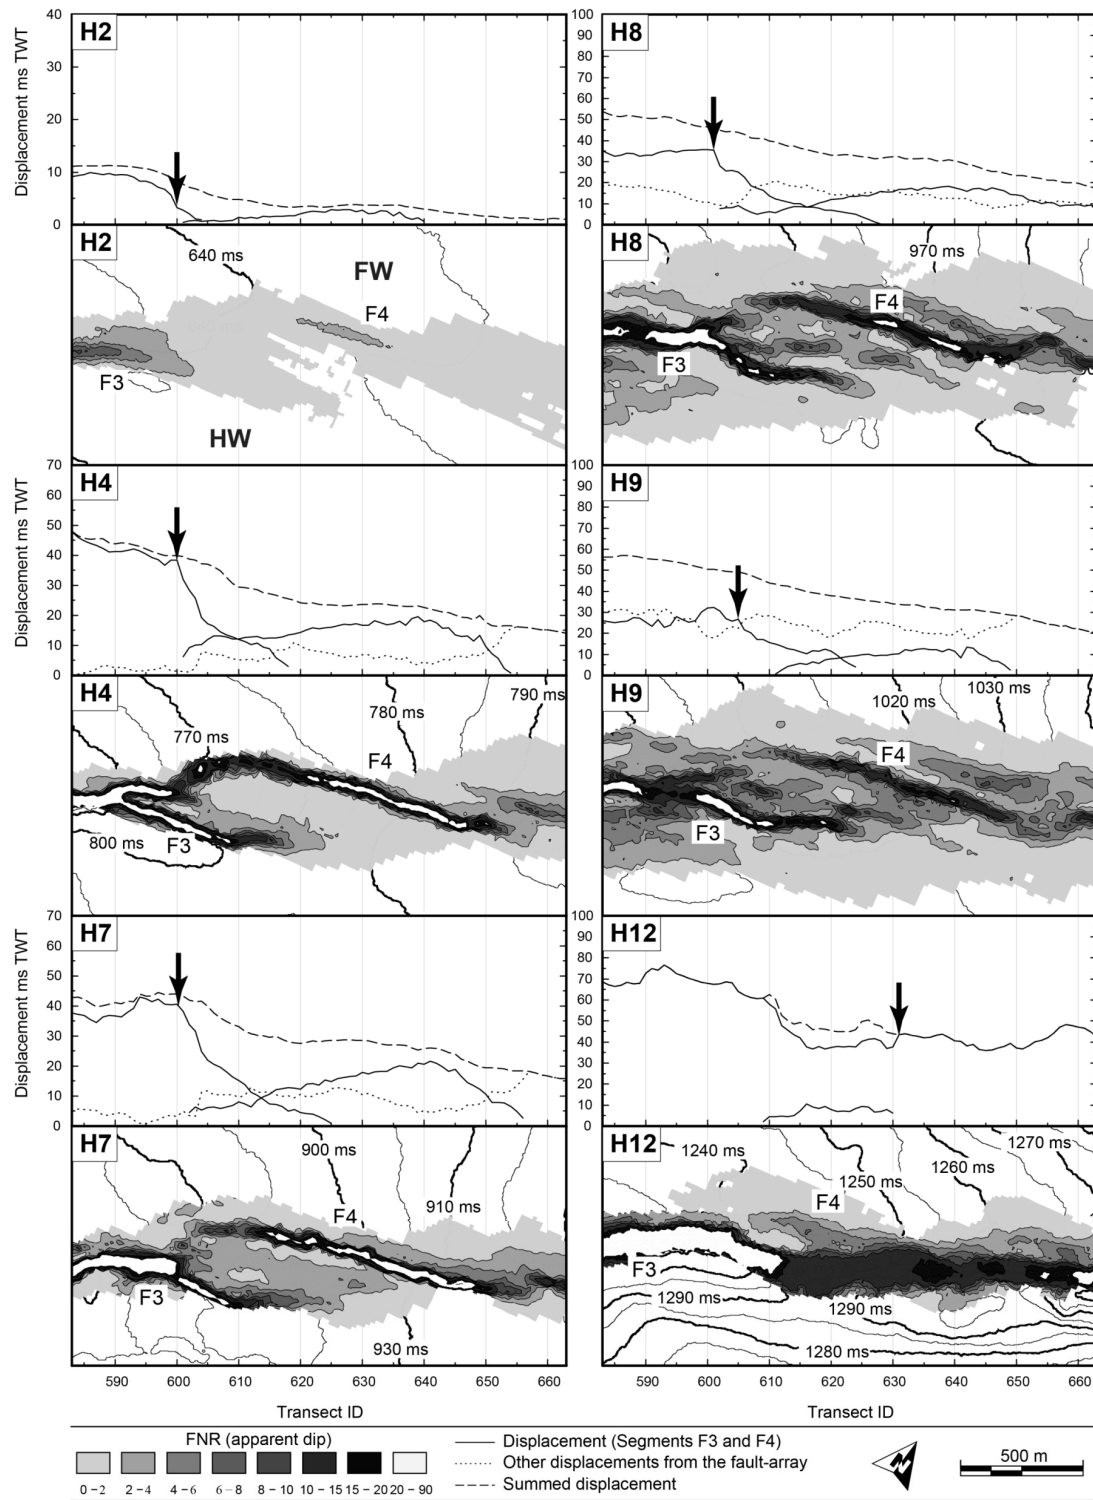 H2
Displacement ms TWT
40
30
20
10
0
H8
100
90
80
70
60
50
40
30
20
10
0
H2
640 ms
FW
F4
F3
HW
H8
970 ms
F4
F3
H4
Displacement ms TWT
70
60
50
40
30
20
10
0
H9
100
90
80
70
60
50
40
30
20
10
0
H4
790 ms
780 ms
770 ms
F4
800 ms
F3
H9
1030 ms
1020 ms
F4
F3
H7
Displacement ms TWT
70
60
50
40
30
20
10
0
H12
100
90
80
70
60
50
40
30
20
10
0
H7
900 ms
910 ms
F4
F3
930 ms
H12
1240 ms
1270 ms
1260 ms
1250 ms
F4
F3
1290 ms
1290 ms
1280 ms
590 600 610 620 630 640 650 660
590 600 610 620 630 640 650 660
Transect ID
Transect ID
FNR (apparent dip)
0 – 2 2 – 4 4 – 6 6 – 8 8 – 10 10 – 15 15 – 20 20 – 90
Displacement (Segments F3 and F4)
Other displacements from the fault-array
Summed displacement
N
500 m